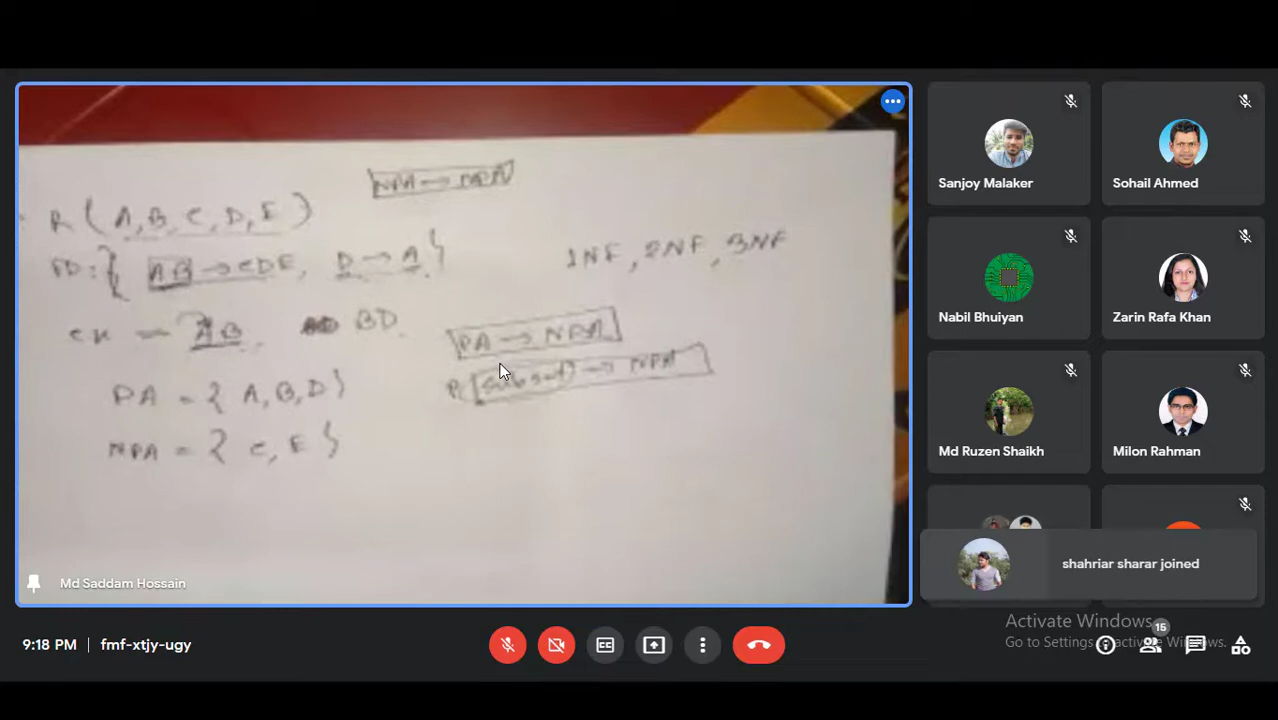 NPA → NPA
R ( A, B, C, D, E )
FD: { AB → CDE, D → A }
1NF, 2NF, 3NF
CK = AB BD
PA → NPA
subset → NPA
PA = { A, B, D }
NPA = { C, E }
Md Saddam Hossain
Sanjoy Malaker
Sohail Ahmed
Nabil Bhuiyan
Zarin Rafa Khan
Md Ruzen Shaikh
Milon Rahman
shahriar sharar joined
Activate Windows
Go to Settings to activate Windows.
9:18 PM | fmf-xtjy-ugy
CC
15